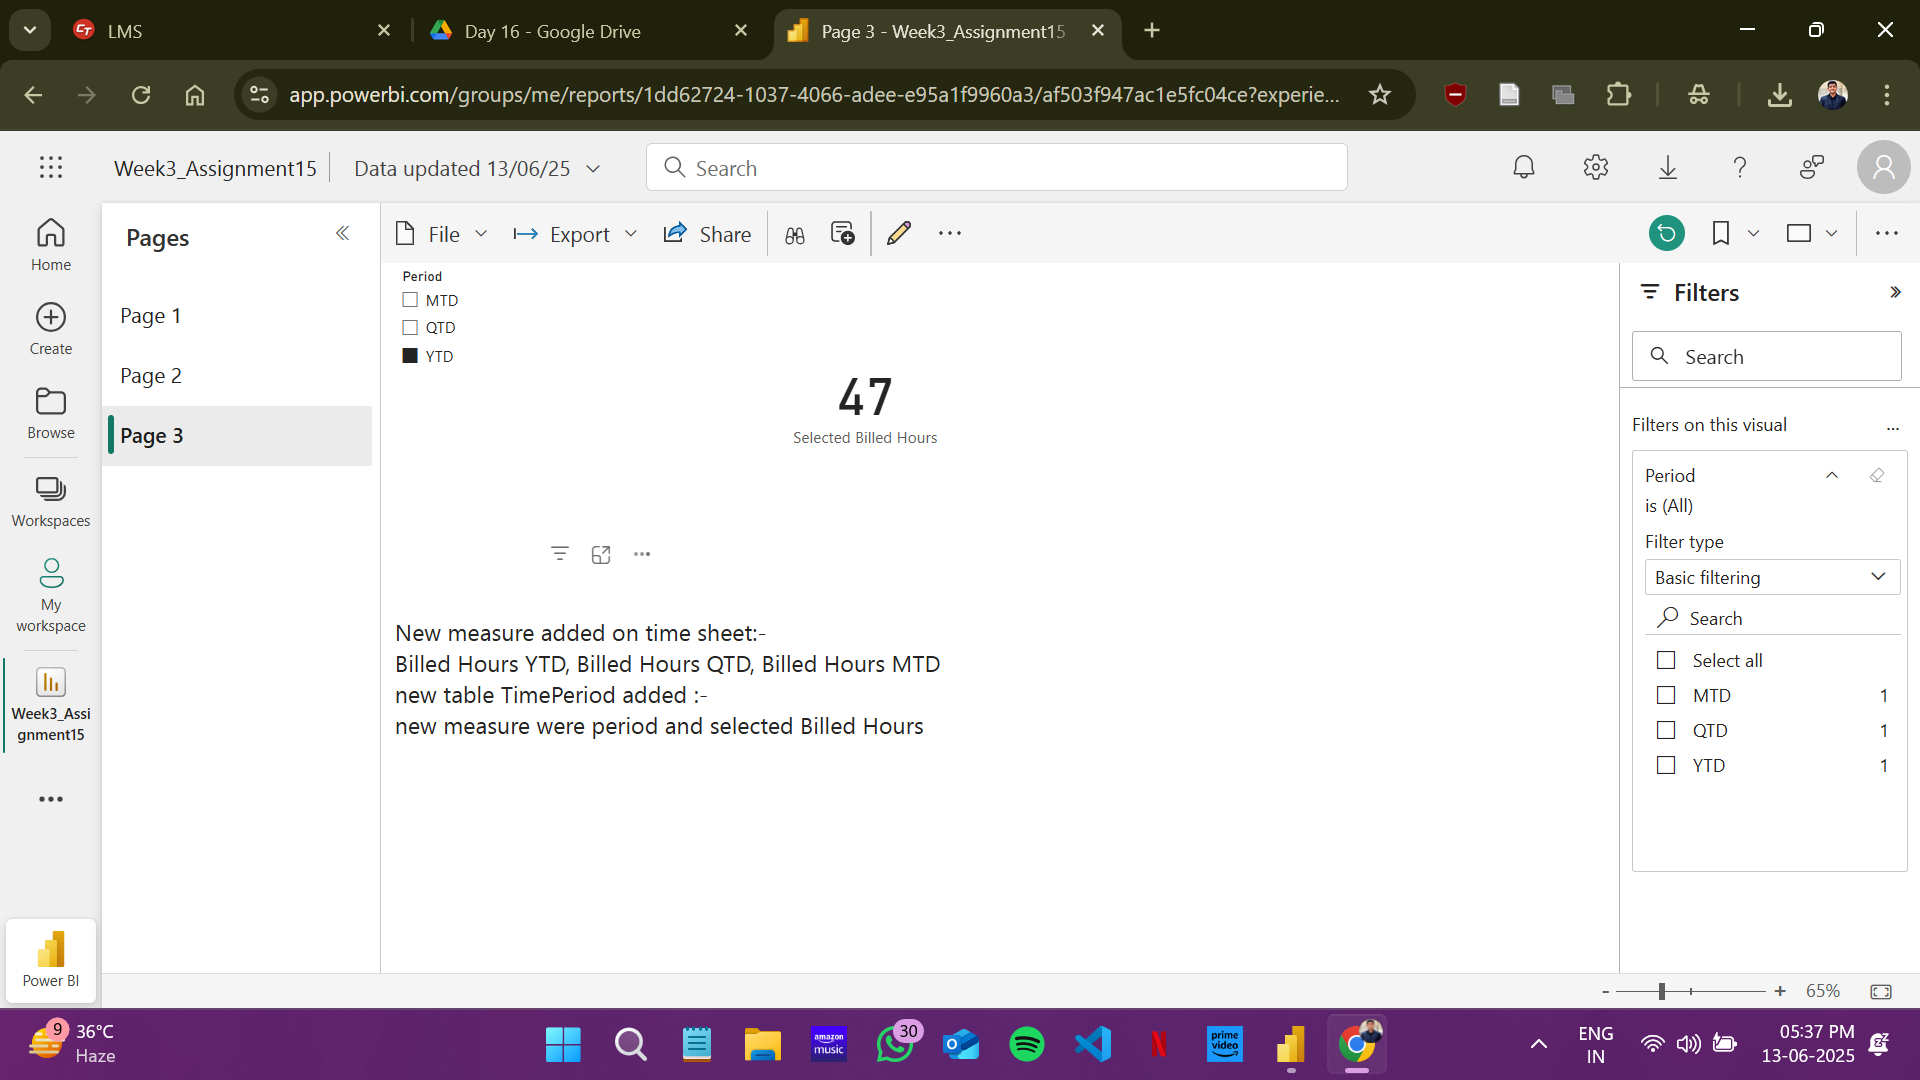 LMS
Day 16 - Google Drive
Page 3 - Week3_Assignment15
app.powerbi.com/groups/me/reports/1dd62724-1037-4066-adee-e95a1f9960a3/af503f947ac1e5fc04ce?experie...
Week3_Assignment15
Data updated 13/06/25
Search
Home
Create
Browse
Workspaces
My
workspace
Week3_Assi
gnment15
Power BI
Pages
Page 1
Page 2
Page 3
File
Export
Share
Period
MTD
QTD
YTD
47
Selected Billed Hours
New measure added on time sheet:-
Billed Hours YTD, Billed Hours QTD, Billed Hours MTD
new table TimePeriod added :-
new measure were period and selected Billed Hours
Filters
Search
Filters on this visual
Period
is (All)
Filter type
Basic filtering
Search
Select all
MTD 1
QTD 1
YTD 1
- + 65%
9
36°C
Haze
amazon
music
30
prime
video
ENG
IN
05:37 PM
13-06-2025